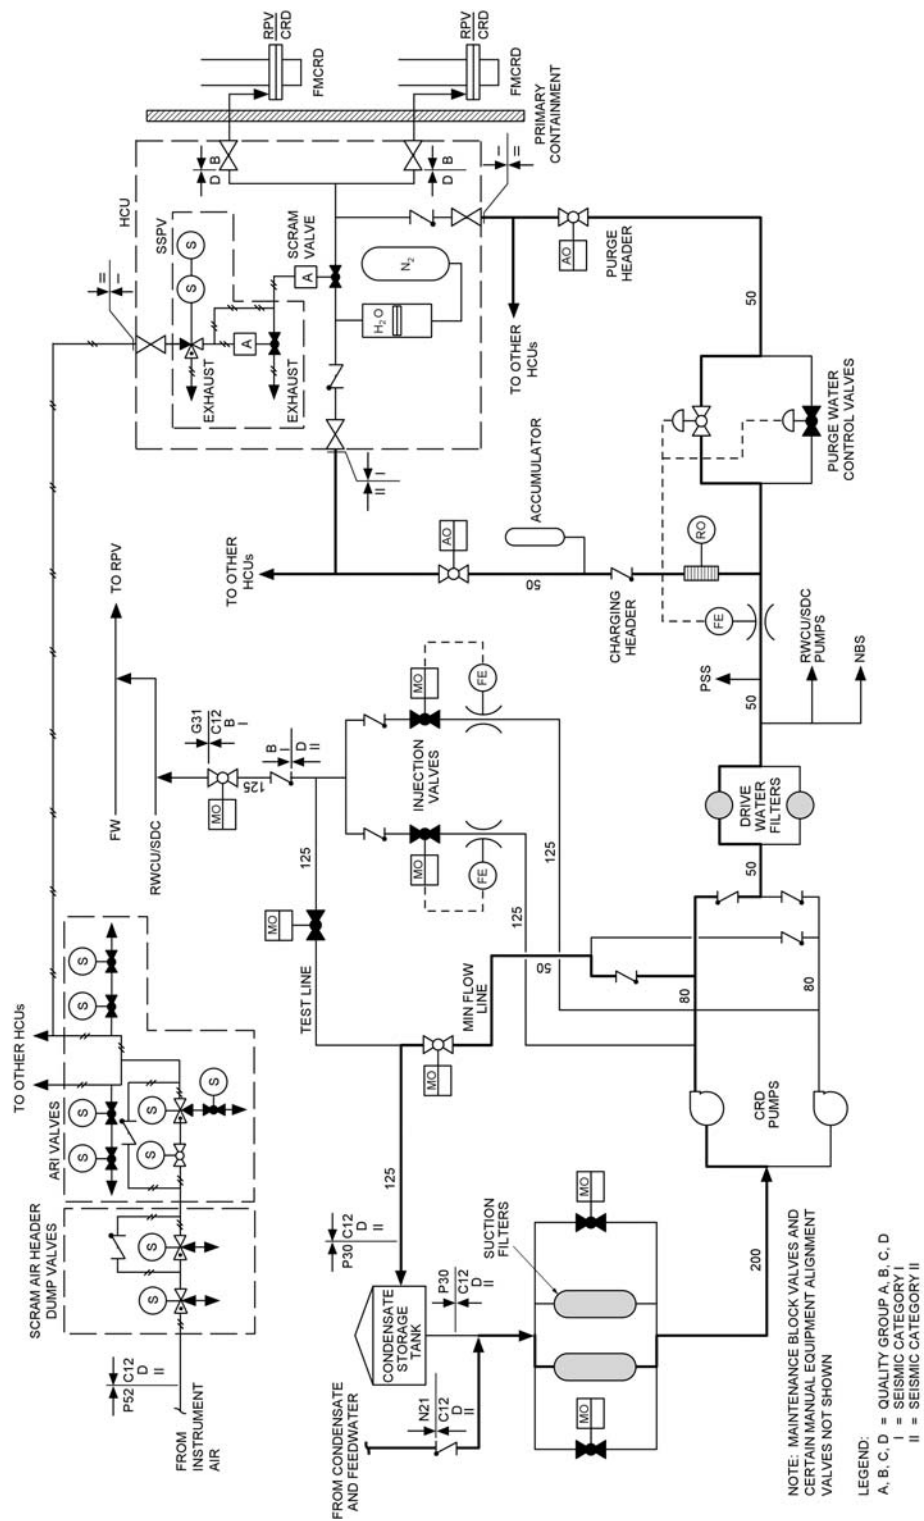 SCRAM AIR HEADER
DUMP VALVES
P52
C12
D
II
FROM
INSTRUMENT
AIR
S
S
ARI VALVES
S
S
S
S
S
S
S
TO OTHER HCUs
FW
TO RPV
RWCU/SDC
G31
C12
B
I
MO
125
B
I
D
II
125
TEST LINE
MO
INJECTION
VALVES
MO
MO
FE
FE
125
125
MIN FLOW
LINE
MO
50
125
P30
C12
D
II
CONDENSATE
STORAGE
TANK
P30
C12
D
II
FROM CONDENSATE
AND FEEDWATER
N21
C12
D
II
SUCTION
FILTERS
MO
MO
200
CRD
PUMPS
80
80
50
DRIVE
WATER
FILTERS
50
PSS
RWCU/SDC
PUMPS
NBS
FE
RO
CHARGING
HEADER
50
ACCUMULATOR
AO
TO OTHER
HCUs
PURGE WATER
CONTROL VALVES
50
PURGE
HEADER
AO
TO OTHER
HCUs
HCU
II
I
SSPV
S
S
A
EXHAUST
EXHAUST
SCRAM
VALVE
A
H2O
N2
II
I
D
B
D
B
I
II
PRIMARY
CONTAINMENT
RPV
CRD
FMCRD
RPV
CRD
FMCRD
NOTE: MAINTENANCE BLOCK VALVES AND
CERTAIN MANUAL EQUIPMENT ALIGNMENT
VALVES NOT SHOWN
LEGEND:
A, B, C, D = QUALITY GROUP A, B, C, D
I = SEISMIC CATEGORY I
II = SEISMIC CATEGORY II